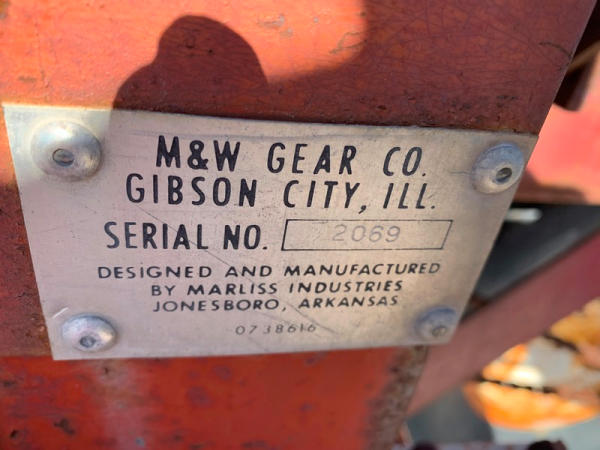 M&W GEAR CO.
GIBSON CITY, ILL.
SERIAL NO. 2069
DESIGNED AND MANUFACTURED
BY MARLISS INDUSTRIES
JONESBORO, ARKANSAS
0738616